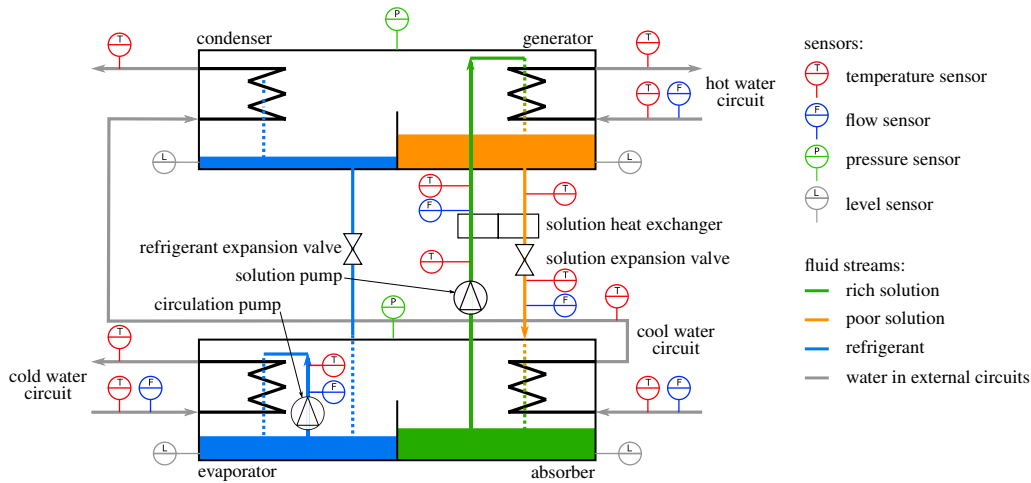 P
condenser
generator
sensors:
T
T
T
temperature sensor
hot water
circuit
T
F
F
flow sensor
L
L
P
pressure sensor
T
T
F
L
level sensor
solution heat exchanger
refrigerant expansion valve
T
solution expansion valve
solution pump
T
fluid streams:
circulation pump
T
rich solution
P
F
poor solution
T
cool water
circuit
T
refrigerant
cold water
circuit
T
F
F
T
F
water in external circuits
L
L
evaporator
absorber